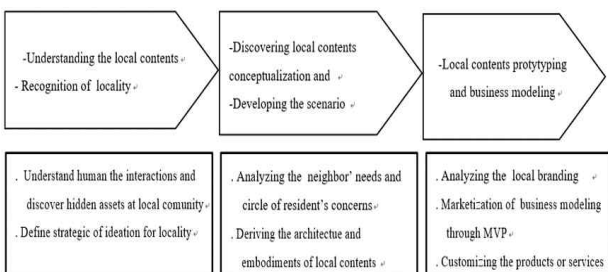 -Understanding the local contents
- Recognition of locality
-Discovering local contents
conceptualization and
-Developing the scenario
-Local contents protytyping
and business modeling
. Understand human the interactions and
discover hidden assets at local comunity
. Define strategic of ideation for locality
. Analyzing the neighbor' needs and
circle of resident's concerns
. Deriving the architectue and
embodiments of local contents
. Analyzing the local branding
. Marketization of business modeling
through MVP
. Customizing the products or services